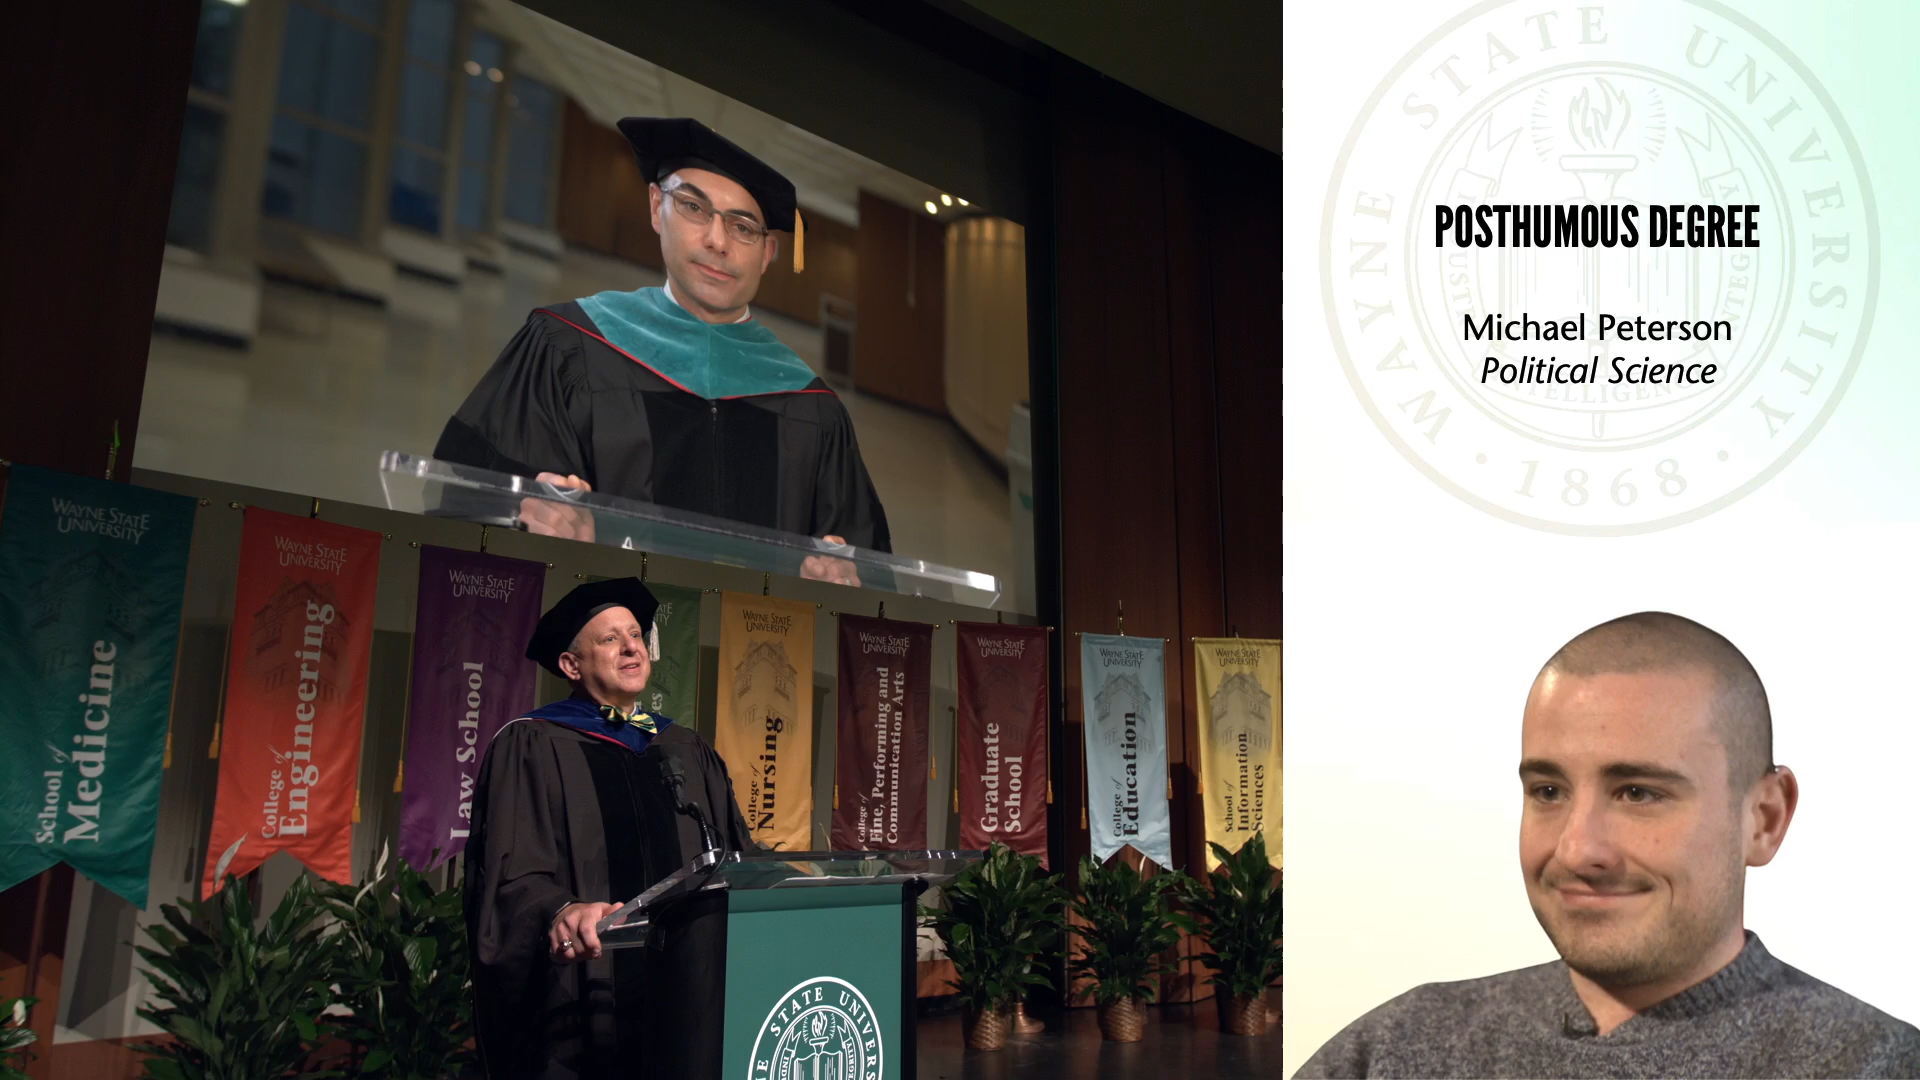 WAYNE STATE
UNIVERSITY
School of
Medicine
WAYNE STATE
UNIVERSITY
College of
Engineering
WAYNE STATE
UNIVERSITY
Law School
WAYNE STATE
UNIVERSITY
College of
Nursing
WAYNE STATE
UNIVERSITY
College of
Fine, Performing and
Communication Arts
WAYNE STATE
UNIVERSITY
Graduate
School
WAYNE STATE
UNIVERSITY
College of
Education
WAYNE STATE
UNIVERSITY
School of
Information
Sciences
STATE UNIVERS
WAYNE STATE UNIVERSITY
1868
POSTHUMOUS DEGREE
Michael Peterson
Political Science